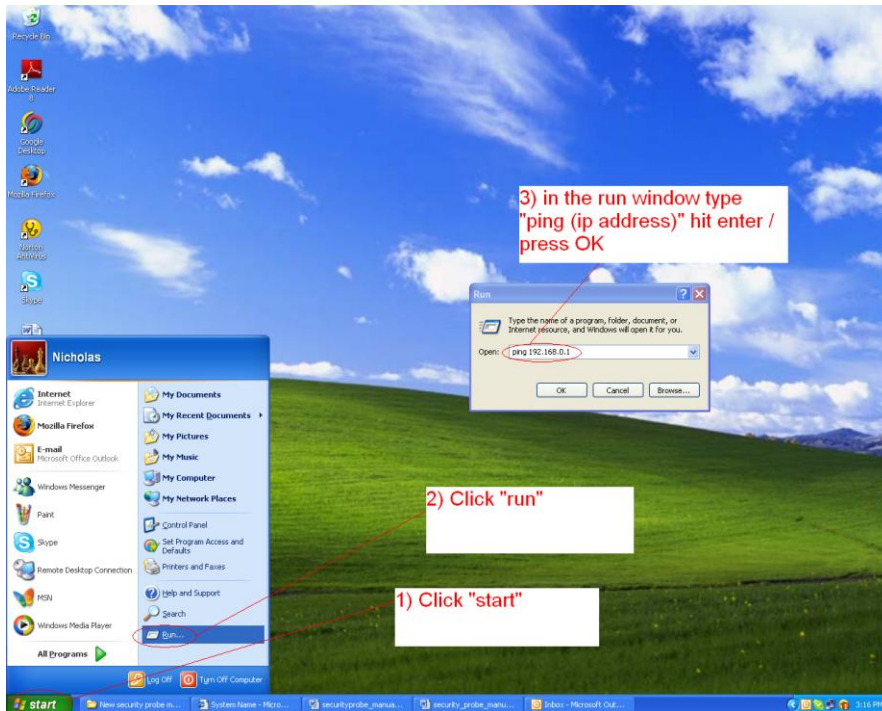 Recycle Bin
Adobe Reader
8
Google
Desktop
Mozilla Firefox
Norton
AntiVirus
Skype
3) in the run window type
"ping (ip address)" hit enter /
press OK
Run
Type the name of a program, folder, document, or
Internet resource, and Windows will open it for you.
Open:
ping 192.168.0.1
OK
Cancel
Browse...
Nicholas
Internet
Internet Explorer
Mozilla Firefox
E-mail
Microsoft Office Outlook
Windows Messenger
Paint
Skype
Remote Desktop Connection
MSN
Windows Media Player
All Programs
My Documents
My Recent Documents
My Pictures
My Music
My Computer
My Network Places
Control Panel
Set Program Access and
Defaults
Printers and Faxes
Help and Support
Search
Run...
2) Click "run"
1) Click "start"
Log Off
Turn Off Computer
start
New security probe m...
System Name - Micro...
securityprobe_manua...
security_probe_manu...
Inbox - Microsoft Out...
3:16 PM